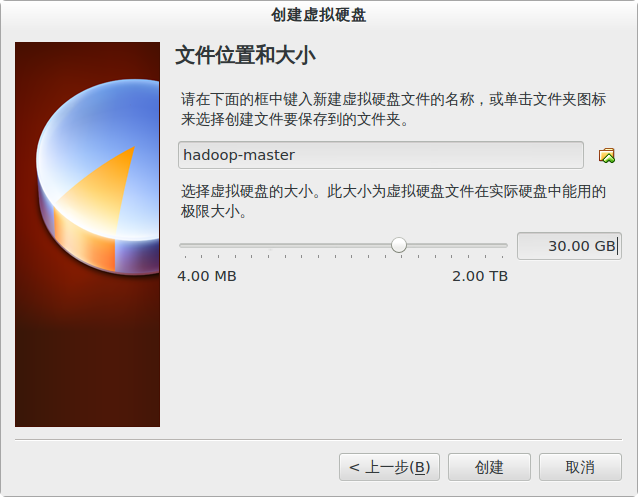 创建虚拟硬盘
文件位置和大小
请在下面的框中键入新建虚拟硬盘文件的名称，或单击文件夹图标
来选择创建文件要保存到的文件夹。
hadoop-master
选择虚拟硬盘的大小。此大小为虚拟硬盘文件在实际硬盘中能用的
极限大小。
30.00 GB
4.00 MB 2.00 TB
< 上一步(B) 创建 取消